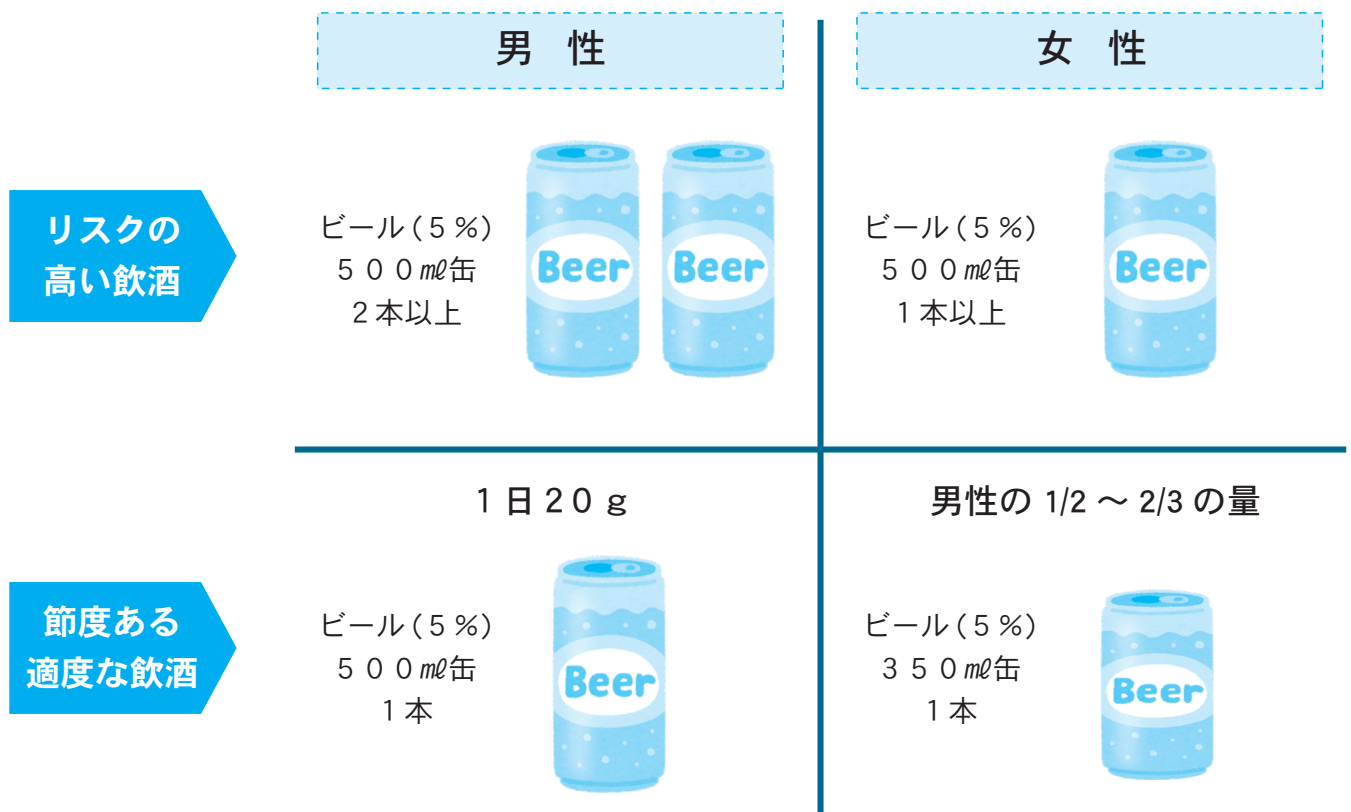 男 性
女 性
リスクの
高い飲酒
ビール(5%)
500㎖缶
2本以上
Beer
Beer
ビール(5%)
500㎖缶
1本以上
Beer
節度ある
適度な飲酒
1日20g
ビール(5%)
500㎖缶
1本
Beer
男性の 1/2 ~ 2/3 の量
ビール(5%)
350㎖缶
1本
Beer